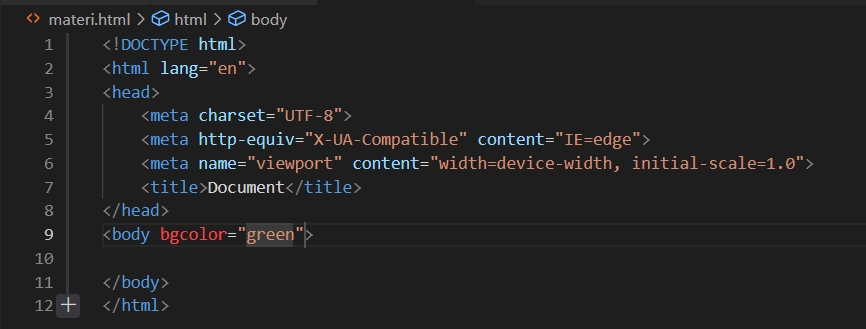 materi.html > html > body
1 <!DOCTYPE html>
2 <html lang="en">
3 <head>
4     <meta charset="UTF-8">
5     <meta http-equiv="X-UA-Compatible" content="IE=edge">
6     <meta name="viewport" content="width=device-width, initial-scale=1.0">
7     <title>Document</title>
8 </head>
9 <body bgcolor="green">
10
11 </body>
12 </html>